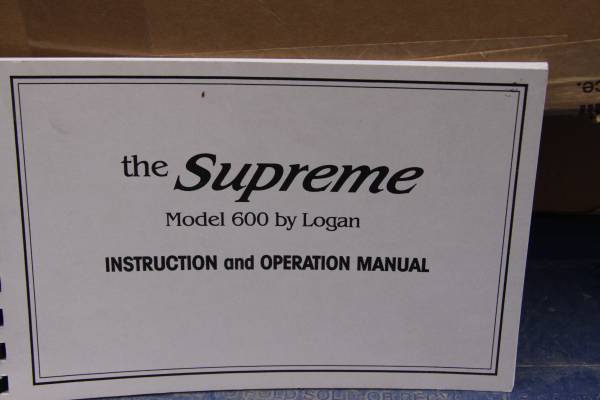 the Supreme
Model 600 by Logan
INSTRUCTION and OPERATION MANUAL